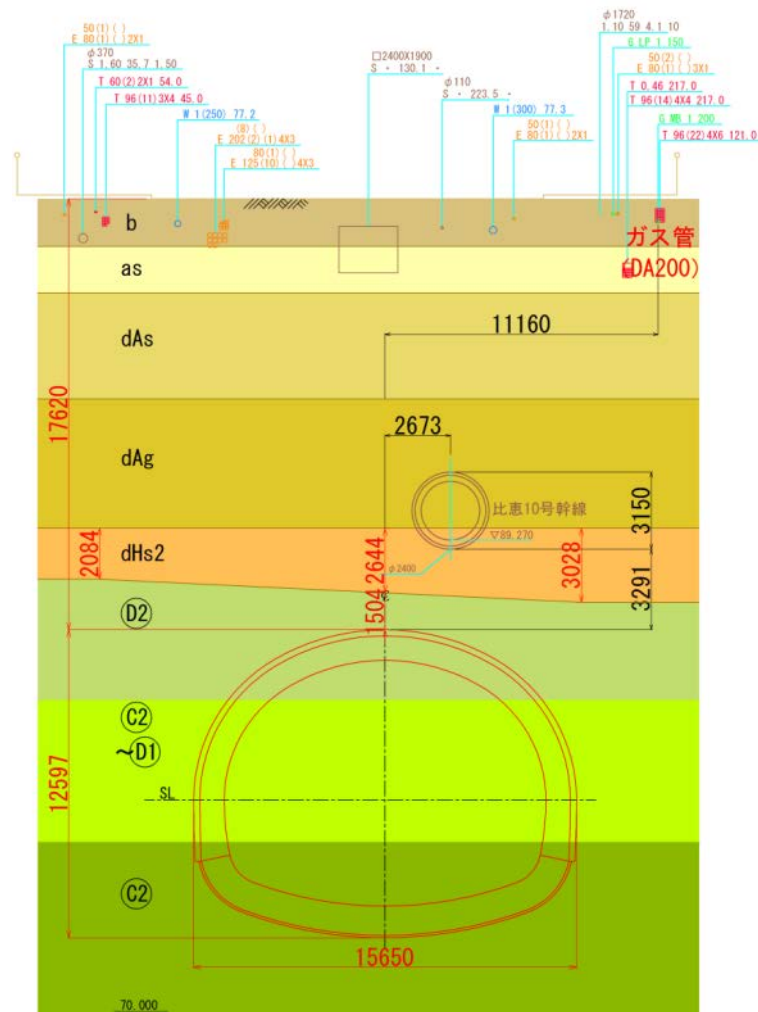 φ1720
50(1)( )
1.10 59 4.1 10
E 80(1)( )2X1
G LP 1 150
φ370
□2400X1900
50(2)( )
S 1.60 35.7 1.50
S ・ 130.1 ・
φ110
E 80(1)( )3X1
T 60(2)2X1 54.0
S ・ 223.5 ・
T 0.46 217.0
T 96(11)3X4 45.0
T 96(14)4X4 217.0
W 1(250) 77.2
W 1(300) 77.3
G MB 1 200
(8)( )
50(1)( )
E 202(2)(1)4X3
E 80(1)( )2X1
T 96(22)4X6 121.0
80(1)( )
E 125(10)( )4X3
b
ガス管
(DA200)
as
11160
dAs
17620
2673
dAg
比恵10号幹線
3150
▽89.270
dHs2
2084
2644
φ2400
3028
3291
1504
D2
C2
～D1
12597
SL
C2
15650
70.000